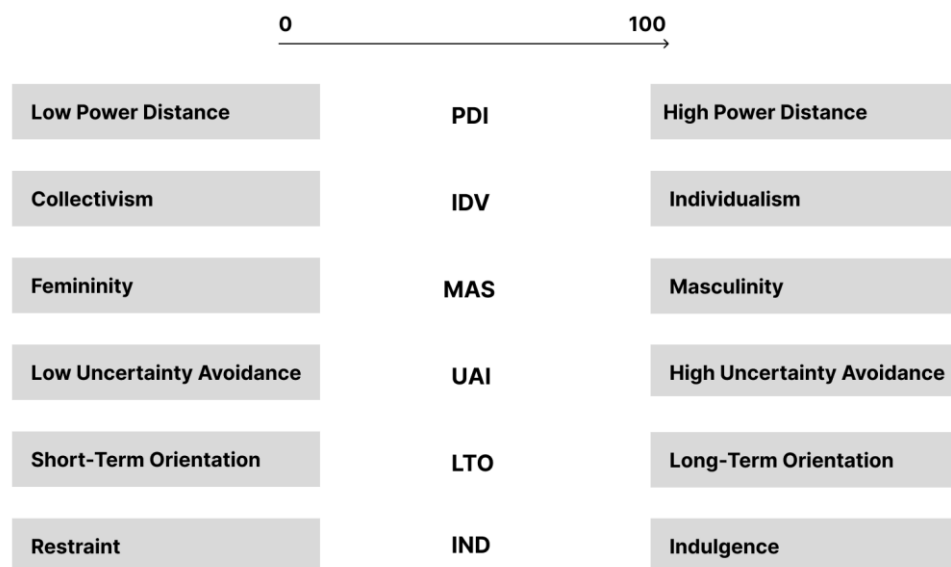 0 100
Low Power Distance PDI High Power Distance
Collectivism IDV Individualism
Femininity MAS Masculinity
Low Uncertainty Avoidance UAI High Uncertainty Avoidance
Short-Term Orientation LTO Long-Term Orientation
Restraint IND Indulgence